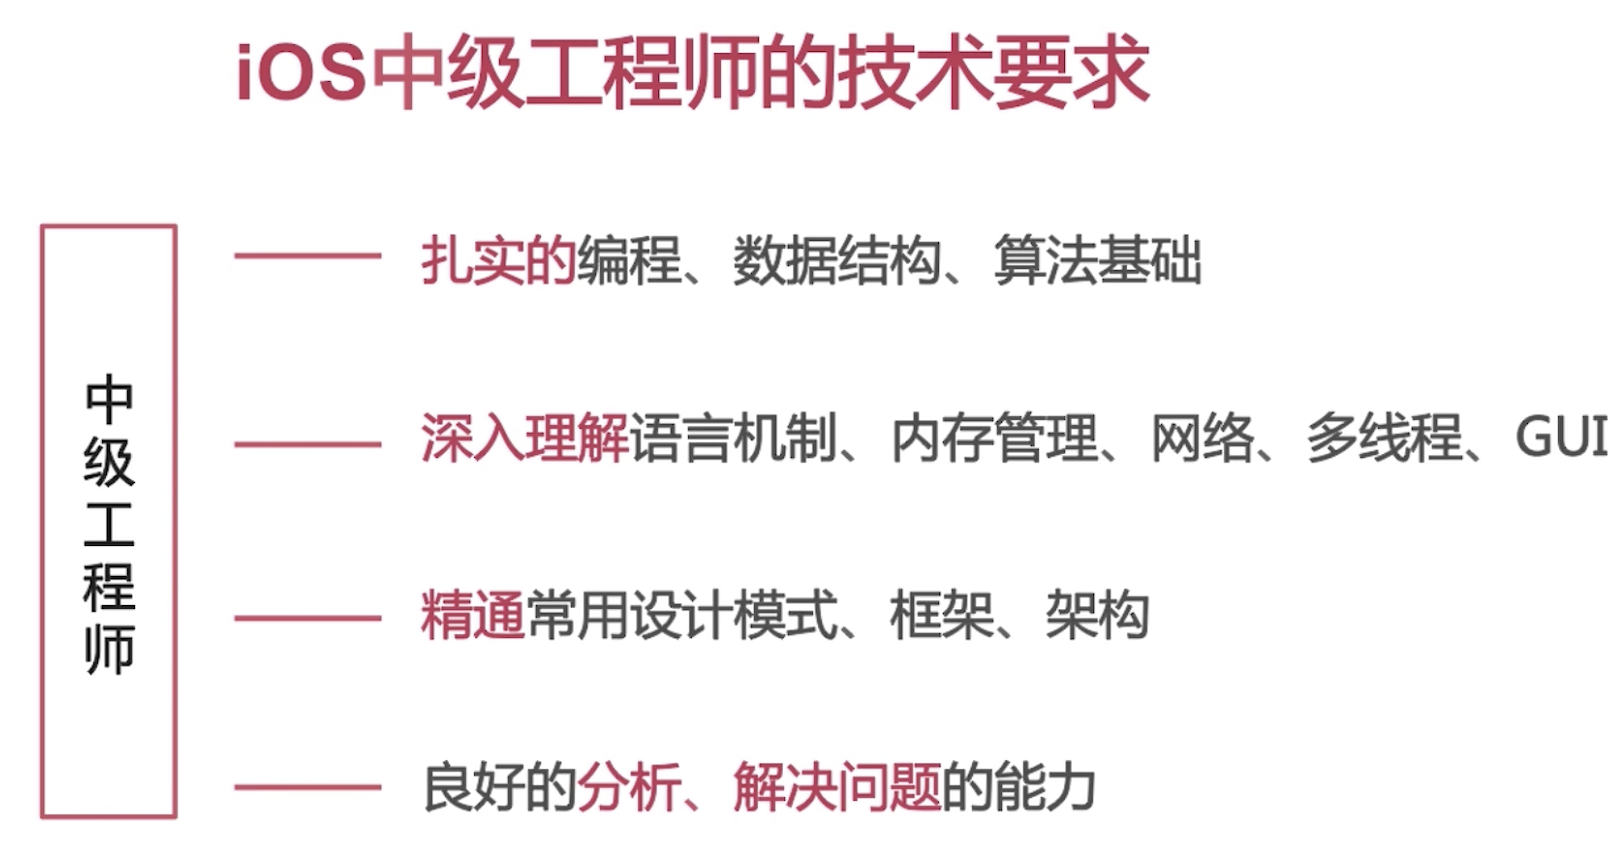 iOS中级工程师的技术要求
中级工程师
扎实的编程、数据结构、算法基础
深入理解语言机制、内存管理、网络、多线程、GUI
精通常用设计模式、框架、架构
良好的分析、解决问题的能力